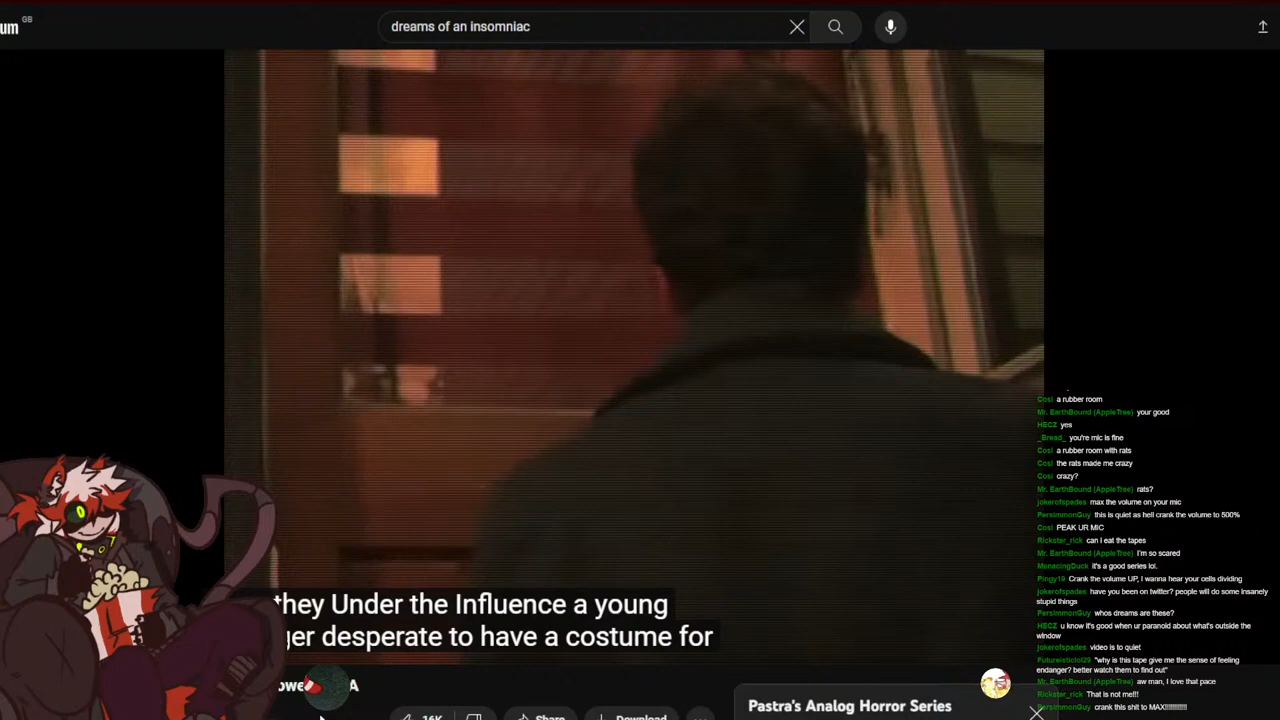 GB
um
dreams of an insomniac
Cosi a rubber room
Mr. EarthBound (AppleTree) your good
HECZ yes
_Bread_ you're mic is fine
Cosi a rubber room with rats
Cosi the rats made me crazy
Cosi crazy?
Mr. EarthBound (AppleTree) rats?
jokerofspades max the volume on your mic
PersimmonGuy this is quiet as hell crank the volume to 500%
Cosi PEAK UR MIC
Rickster_rick can I eat the tapes
Mr. EarthBound (AppleTree) I'm so scared
MenacingDuck it's a good series lol.
Pingy19 Crank the volume UP, I wanna hear your cells dividing
jokerofspades have you been on twitter? people will do some insanely
stupid things
PersimmonGuy whos dreams are these?
HECZ u know it's good when ur paranoid about what's outside the
window
jokerofspades video is to quiet
Futureisticlol29 "why is this tape give me the sense of feeling
endanger? better watch them to find out"
Mr. EarthBound (AppleTree) aw man, I love that pace
Rickster_rick That is not me!!!
PersimmonGuy crank this shit to MAX!!!!!!!!!!!
they Under the Influence a young
ger desperate to have a costume for
owe A
16K Share Download
Pastra's Analog Horror Series